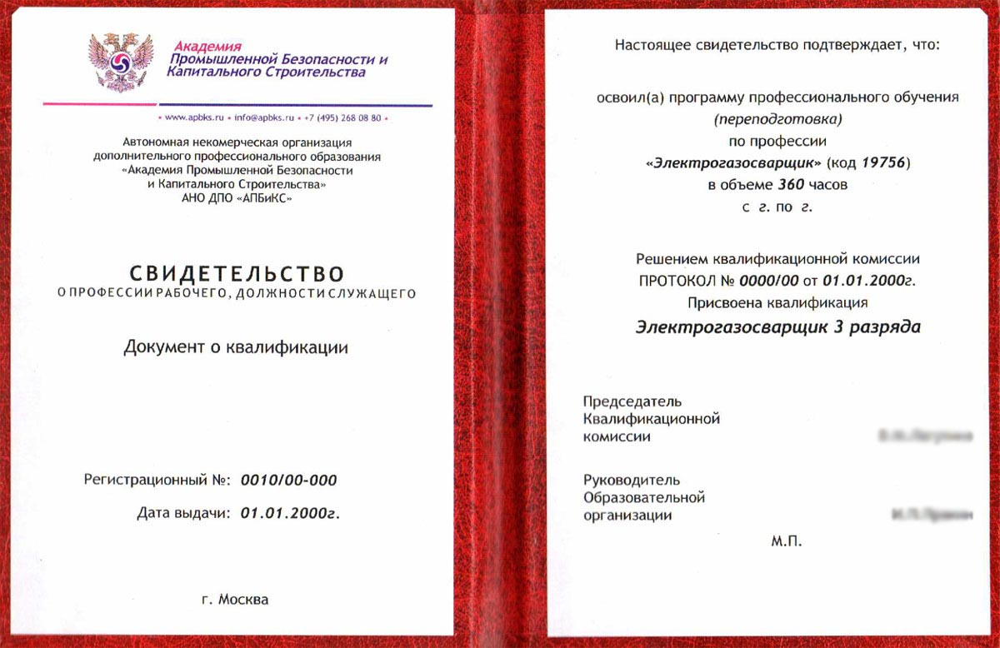 Академия
Промышленной Безопасности и
Капитального Строительства
• www.apbks.ru • info@apbks.ru • +7 (495) 268 08 80 •
Автономная некомерческая организация
дополнительного профессионального образования
«Академия Промышленной Безопасности
и Капитального Строительства»
АНО ДПО «АПБиКС»
СВИДЕТЕЛЬСТВО
О ПРОФЕССИИ РАБОЧЕГО, ДОЛЖНОСТИ СЛУЖАЩЕГО
Документ о квалификации
Регистрационный №: 0010/00-000
Дата выдачи: 01.01.2000г.
г. Москва
Настоящее свидетельство подтверждает, что:
освоил(а) программу профессионального обучения
(переподготовка)
по профессии
«Электрогазосварщик» (код 19756)
в объеме 360 часов
с г. по г.
Решением квалификационной комиссии
ПРОТОКОЛ № 0000/00 от 01.01.2000г.
Присвоена квалификация
Электрогазосварщик 3 разряда
Председатель
Квалификационной
комиссии
Руководитель
Образовательной
организации
М.П.